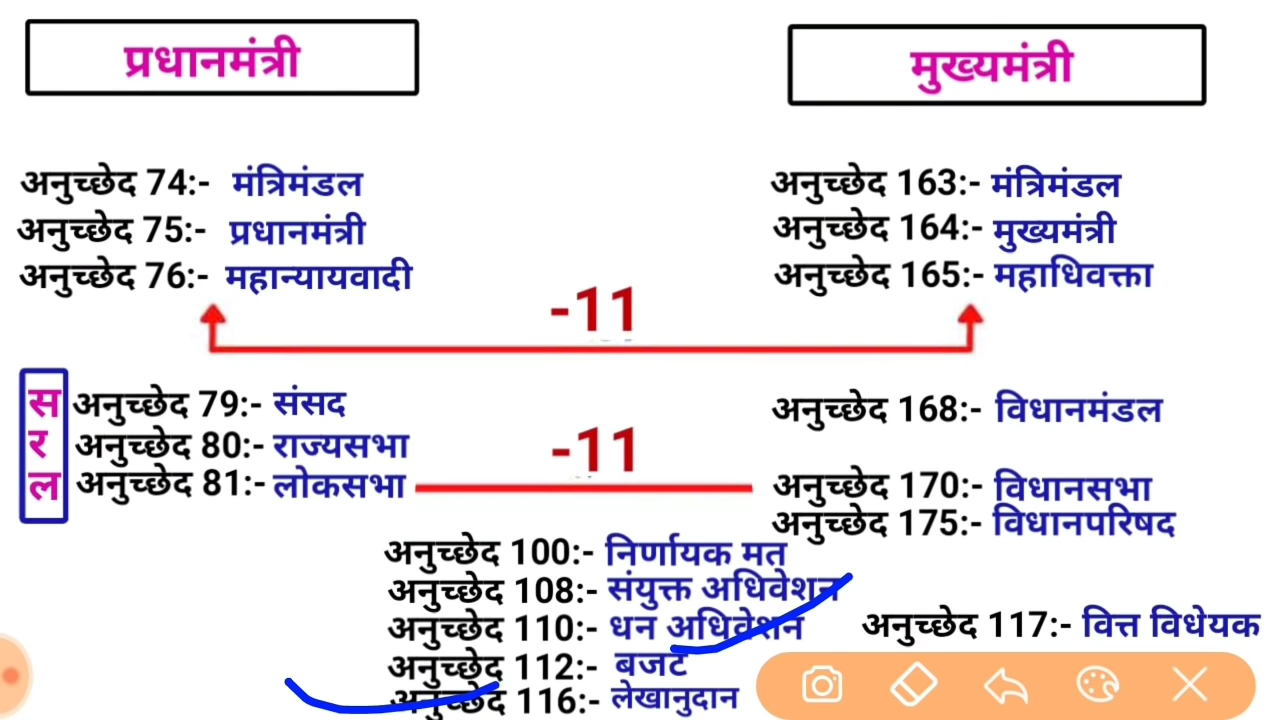 प्रधानमंत्री
मुख्यमंत्री
अनुच्छेद 74:- मंत्रिमंडल
अनुच्छेद 75:- प्रधानमंत्री
अनुच्छेद 76:- महान्यायवादी
अनुच्छेद 163:- मंत्रिमंडल
अनुच्छेद 164:- मुख्यमंत्री
अनुच्छेद 165:- महाधिवक्ता
-11
स अनुच्छेद 79:- संसद
र अनुच्छेद 80:- राज्यसभा
ल अनुच्छेद 81:- लोकसभा
-11
अनुच्छेद 168:- विधानमंडल
अनुच्छेद 170:- विधानसभा
अनुच्छेद 175:- विधानपरिषद
अनुच्छेद 100:- निर्णायक मत
अनुच्छेद 108:- संयुक्त अधिवेशन
अनुच्छेद 110:- धन अधिवेशन
अनुच्छेद 112:- बजट
अनुच्छेद 116:- लेखानुदान
अनुच्छेद 117:- वित्त विधेयक